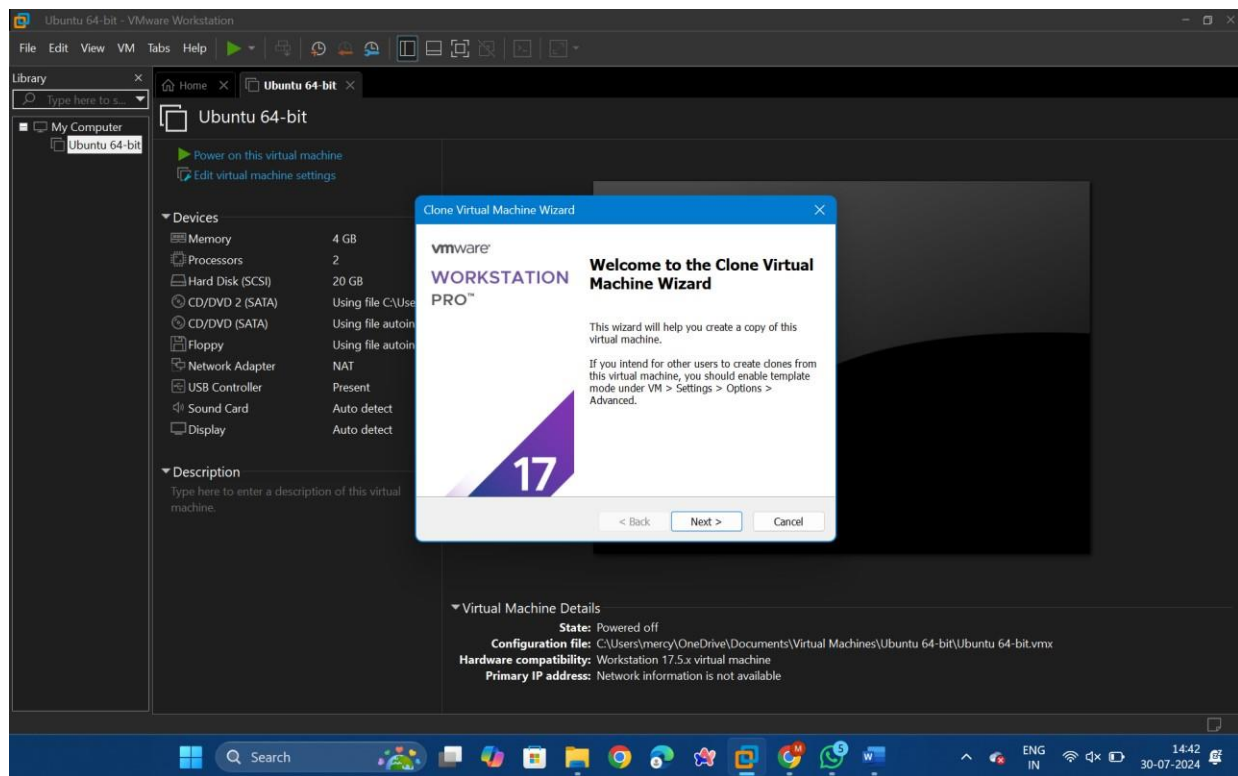 Ubuntu 64-bit - VMware Workstation
File Edit View VM Tabs Help
Library
Type here to s...
My Computer
Ubuntu 64-bit
Home
Ubuntu 64-bit
Ubuntu 64-bit
Power on this virtual machine
Edit virtual machine settings
Devices
Memory 4 GB
Processors 2
Hard Disk (SCSI) 20 GB
CD/DVD 2 (SATA) Using file C:\Use
CD/DVD (SATA) Using file autoin
Floppy Using file autoin
Network Adapter NAT
USB Controller Present
Sound Card Auto detect
Display Auto detect
Description
Type here to enter a description of this virtual
machine.
Clone Virtual Machine Wizard
vmware
WORKSTATION
PRO™
17
Welcome to the Clone Virtual
Machine Wizard
This wizard will help you create a copy of this
virtual machine.
If you intend for other users to create clones from
this virtual machine, you should enable template
mode under VM > Settings > Options >
Advanced.
< Back Next > Cancel
Virtual Machine Details
State: Powered off
Configuration file: C:\Users\mercy\OneDrive\Documents\Virtual Machines\Ubuntu 64-bit\Ubuntu 64-bit.vmx
Hardware compatibility: Workstation 17.5.x virtual machine
Primary IP address: Network information is not available
Search
ENG
IN
14:42
30-07-2024